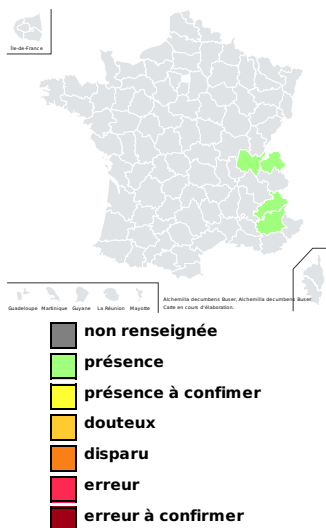 Île-de-France
Guadeloupe Martinique Guyane La Réunion Mayotte
Alchemilla decumbens Buser, Alchemilla decumbens Buser
Carte en cours d'élaboration.
non renseignée
présence
présence à confimer
douteux
disparu
erreur
erreur à confirmer